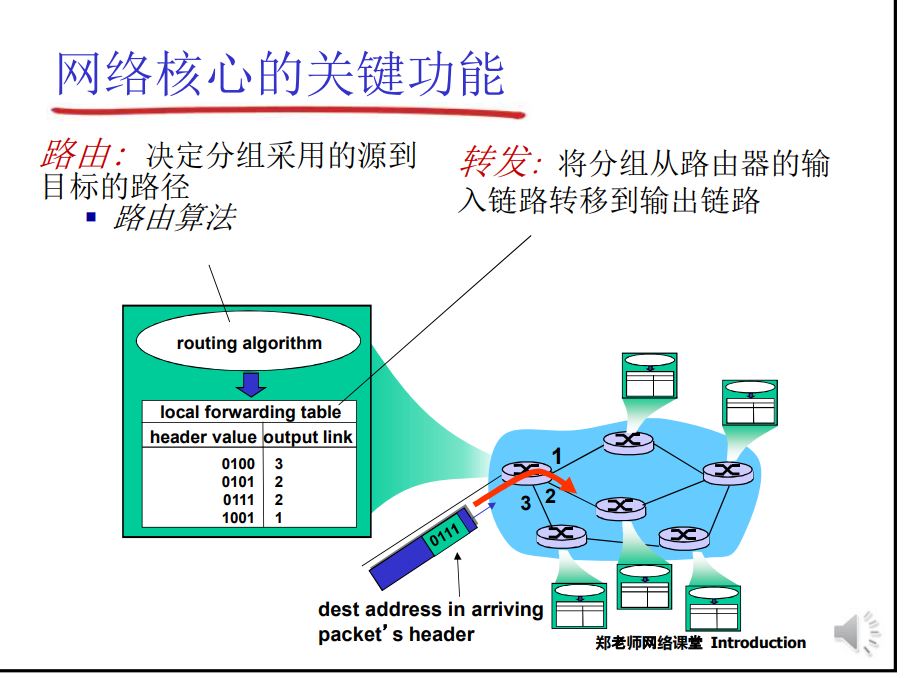 网络核心的关键功能
路由：决定分组采用的源到
目标的路径
路由算法
转发：将分组从路由器的输
入链路转移到输出链路
routing algorithm
local forwarding table
header value output link
0100 3
0101 2
0111 2
1001 1
1
2
3
0111
dest address in arriving
packet’s header
郑老师网络课堂 Introduction